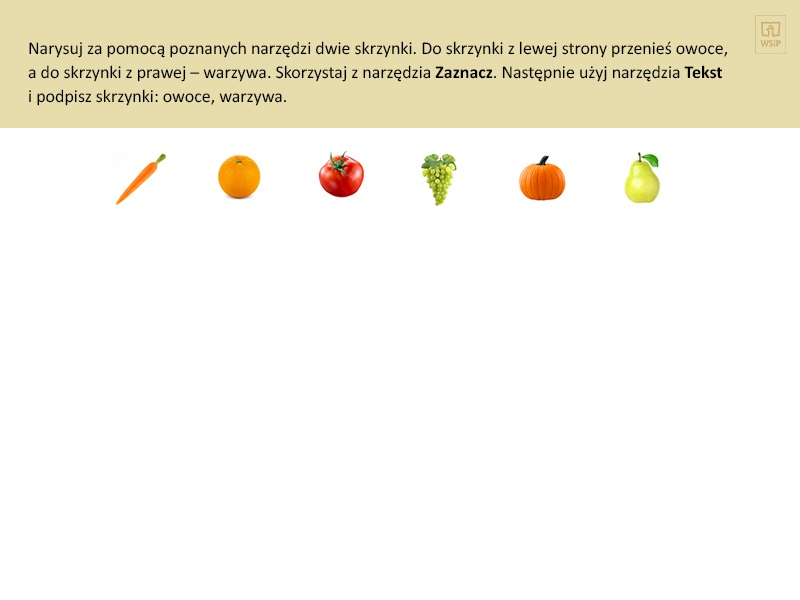 Narysuj za pomocą poznanych narzędzi dwie skrzynki. Do skrzynki z lewej strony przenieś owoce,
a do skrzynki z prawej – warzywa. Skorzystaj z narzędzia Zaznacz. Następnie użyj narzędzia Tekst
i podpisz skrzynki: owoce, warzywa.
WSiP